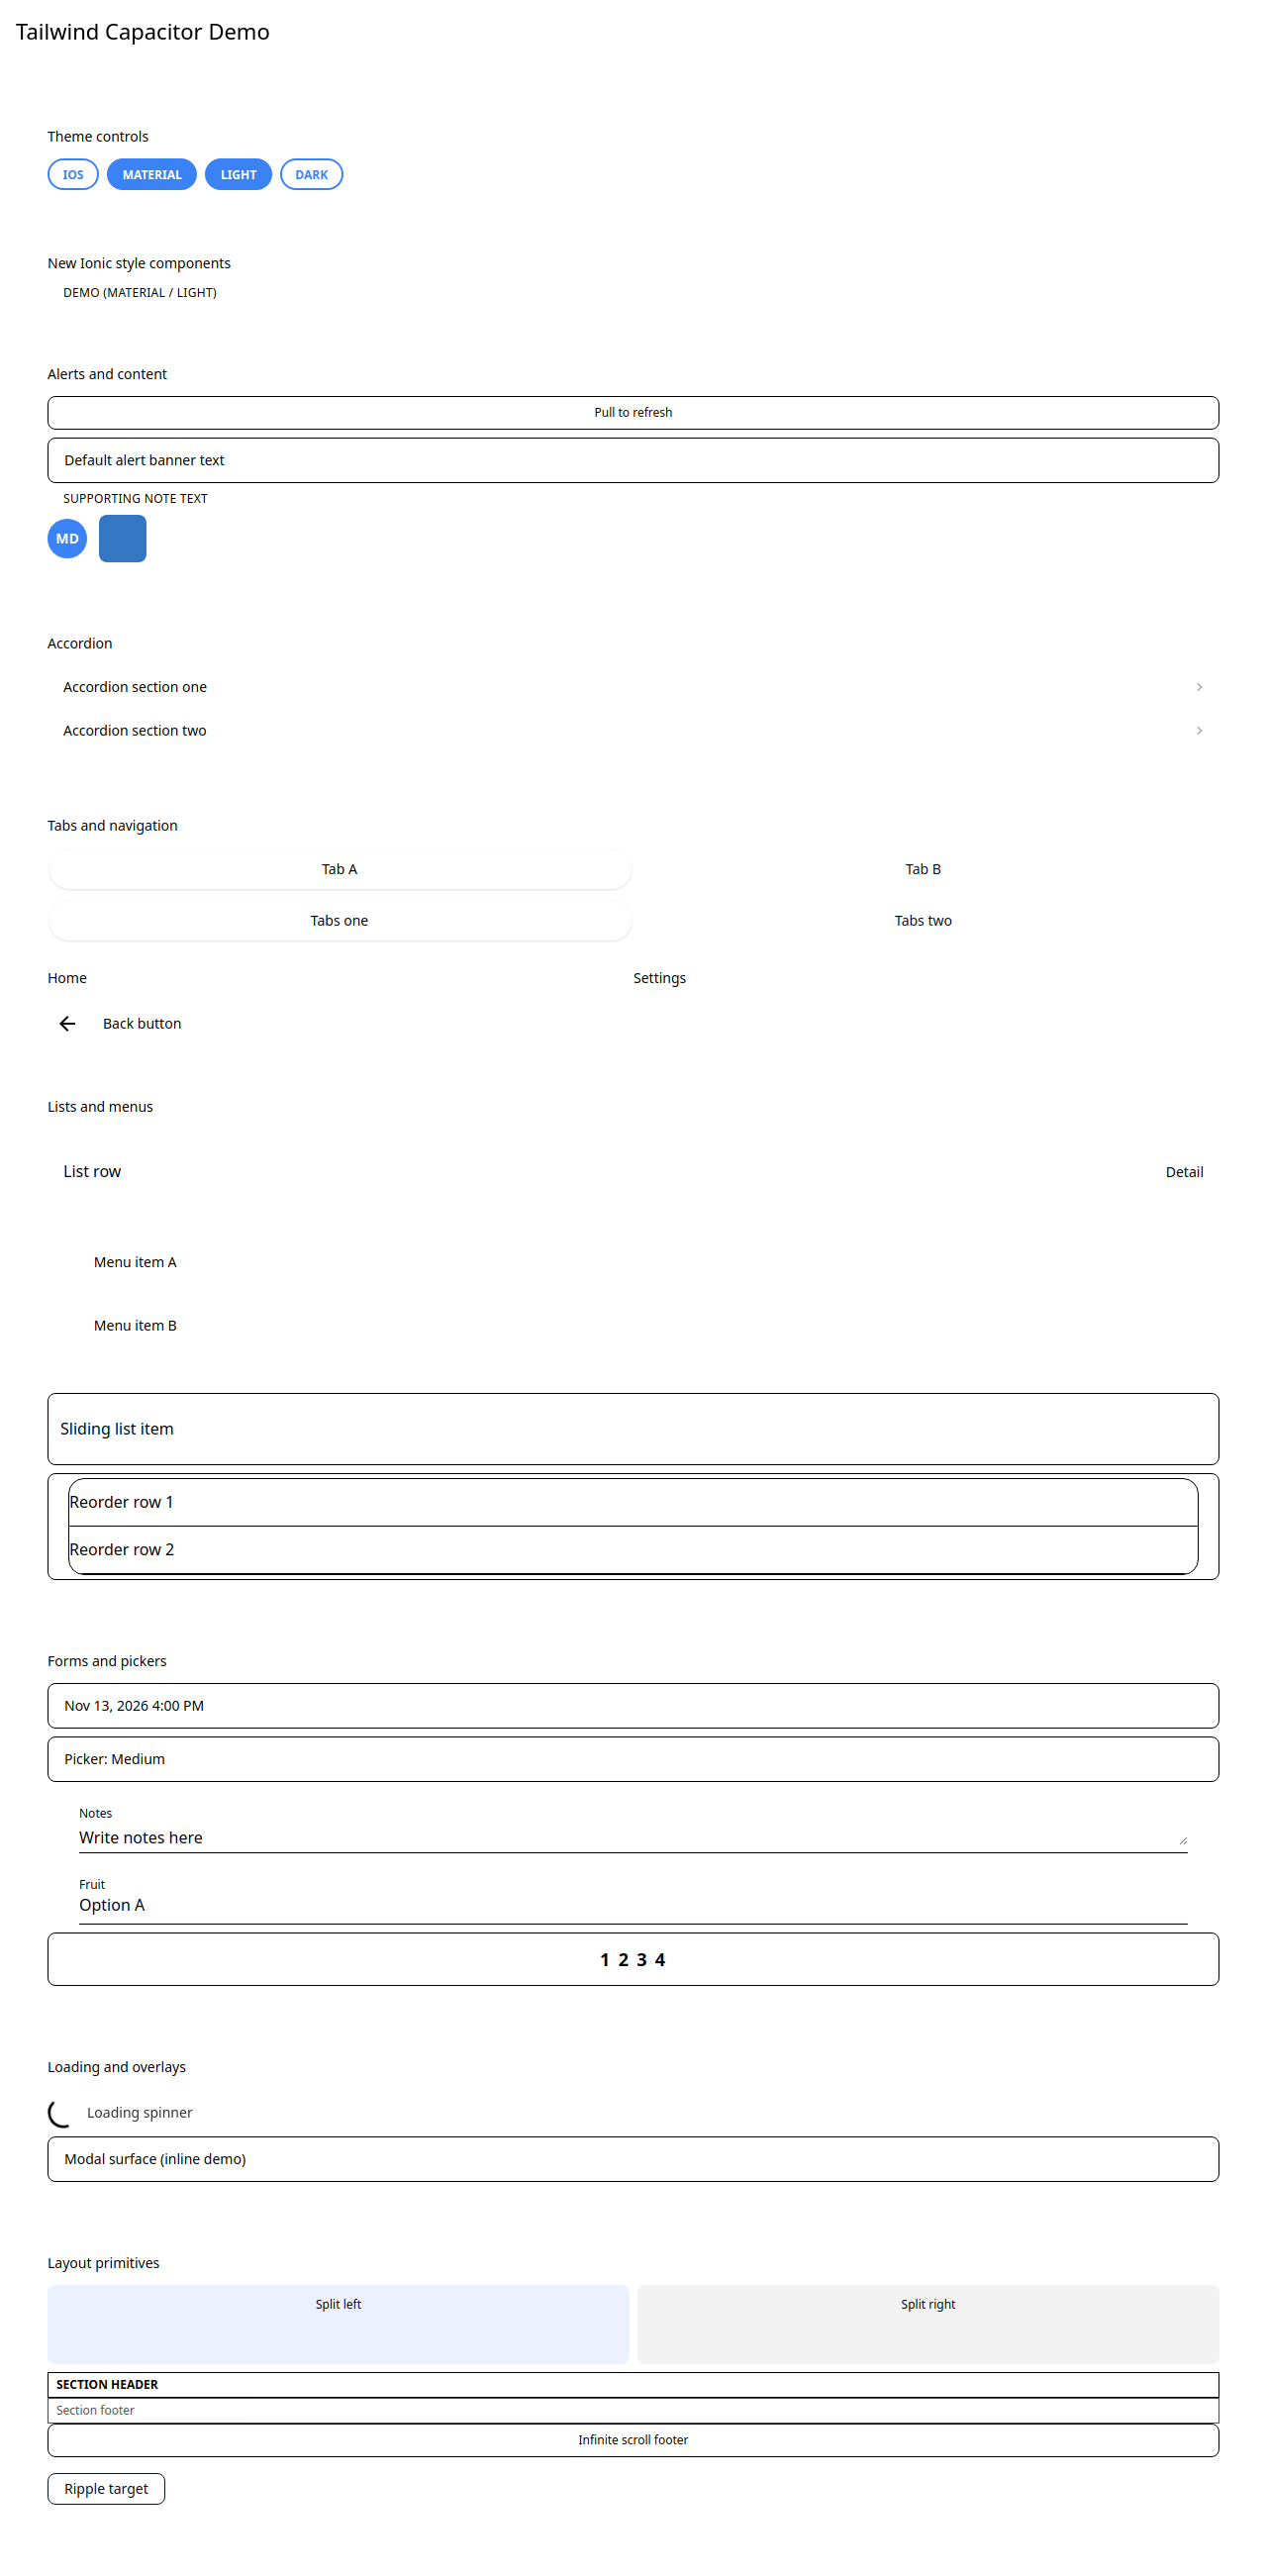 Tailwind Capacitor Demo
Theme controls
IOS MATERIAL LIGHT DARK
New Ionic style components
DEMO (MATERIAL / LIGHT)
Alerts and content
Pull to refresh
Default alert banner text
SUPPORTING NOTE TEXT
MD
Accordion
Accordion section one
Accordion section two
Tabs and navigation
Tab A Tab B
Tabs one Tabs two
Home Settings
Back button
Lists and menus
List row Detail
Menu item A
Menu item B
Sliding list item
Reorder row 1
Reorder row 2
Forms and pickers
Nov 13, 2026 4:00 PM
Picker: Medium
Notes
Write notes here
Fruit
Option A
1 2 3 4
Loading and overlays
Loading spinner
Modal surface (inline demo)
Layout primitives
Split left Split right
SECTION HEADER
Section footer
Infinite scroll footer
Ripple target